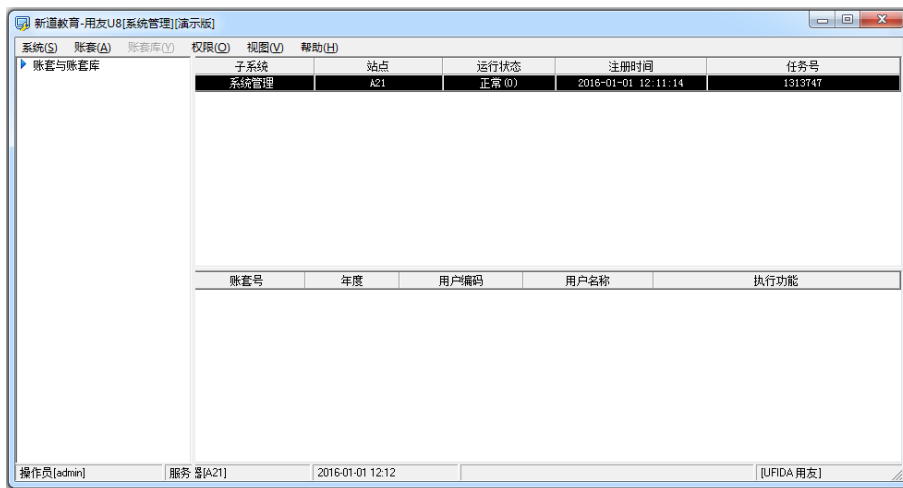 新道教育-用友U8[系统管理][演示版]
系统(S) 账套(A) 账套库(Y) 权限(O) 视图(V) 帮助(H)
账套与账套库
子系统 站点 运行状态 注册时间 任务号
系统管理 A21 正常(0) 2016-01-01 12:11:14 1313747
账套号 年度 用户编码 用户名称 执行功能
操作员[admin] 服务器[A21] 2016-01-01 12:12 [UFIDA 用友]